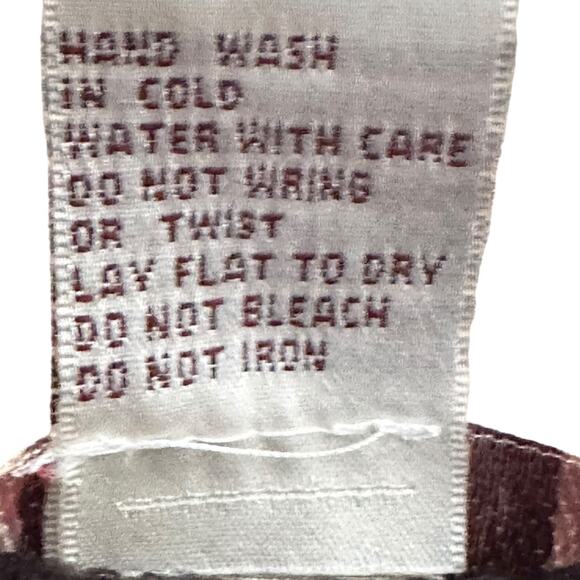 HAND WASH
IN COLD
WATER WITH CARE
DO NOT WRING
OR TWIST
LAY FLAT TO DRY
DO NOT BLEACH
DO NOT IRON